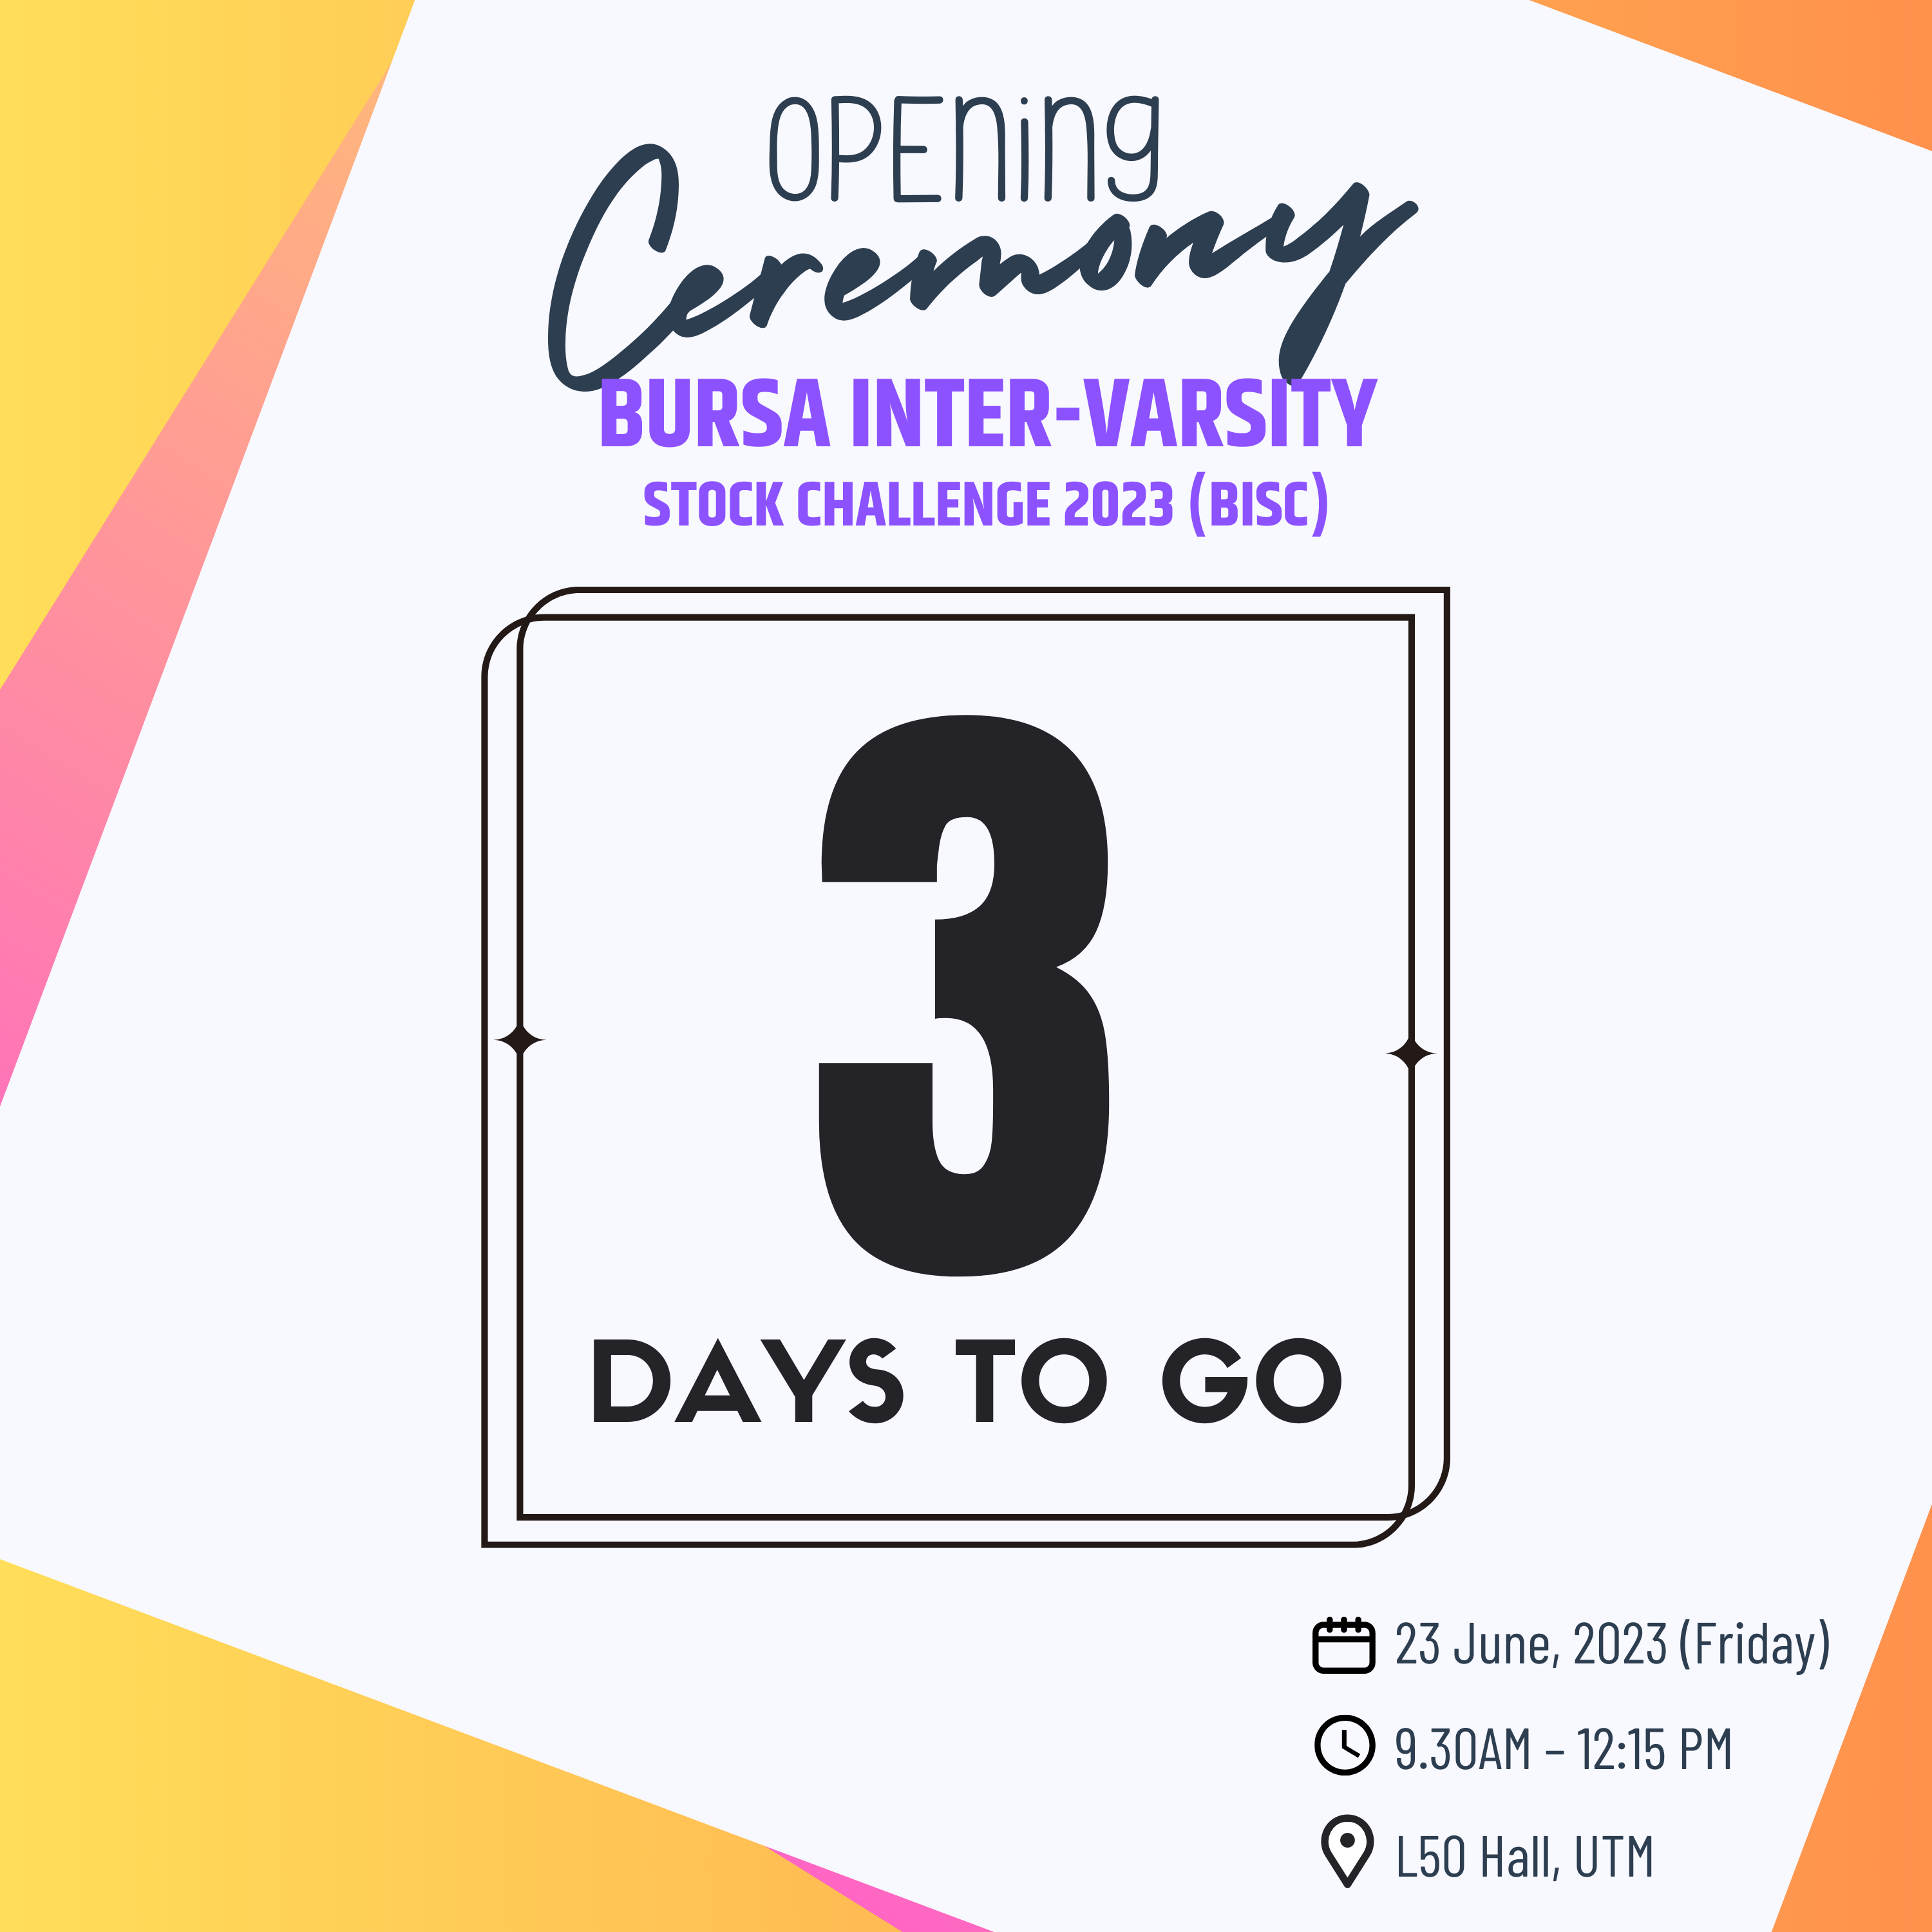 OPEning
Ceremony
BURSA INTER-VARSITY
STOCK CHALLENGE 2023 (BISC)
3
DAYS TO GO
23 June, 2023 (Friday)
9.30AM – 12:15 PM
L50 Hall, UTM